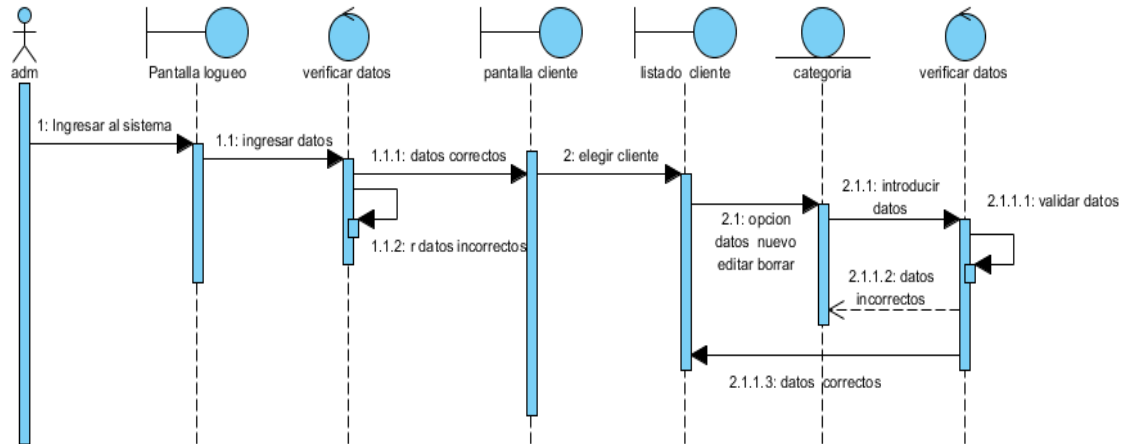 adm
Pantalla logueo
verificar datos
pantalla cliente
listado cliente
categoria
verificar datos
1: Ingresar al sistema
1.1: ingresar datos
1.1.1: datos correctos
2: elegir cliente
1.1.2: r datos incorrectos
2.1: opcion
datos nuevo
editar borrar
2.1.1: introducir
datos
2.1.1.1: validar datos
2.1.1.2: datos
incorrectos
2.1.1.3: datos correctos